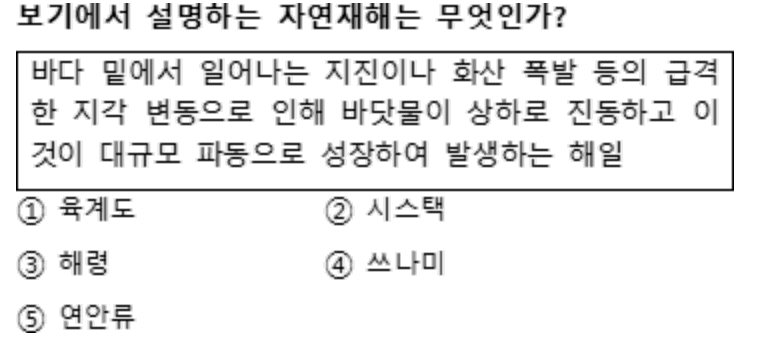 보기에서 설명하는 자연재해는 무엇인가?
바다 밑에서 일어나는 지진이나 화산 폭발 등의 급격
한 지각 변동으로 인해 바닷물이 상하로 진동하고 이
것이 대규모 파동으로 성장하여 발생하는 해일
① 육계도 ② 시스택
③ 해령 ④ 쓰나미
⑤ 연안류